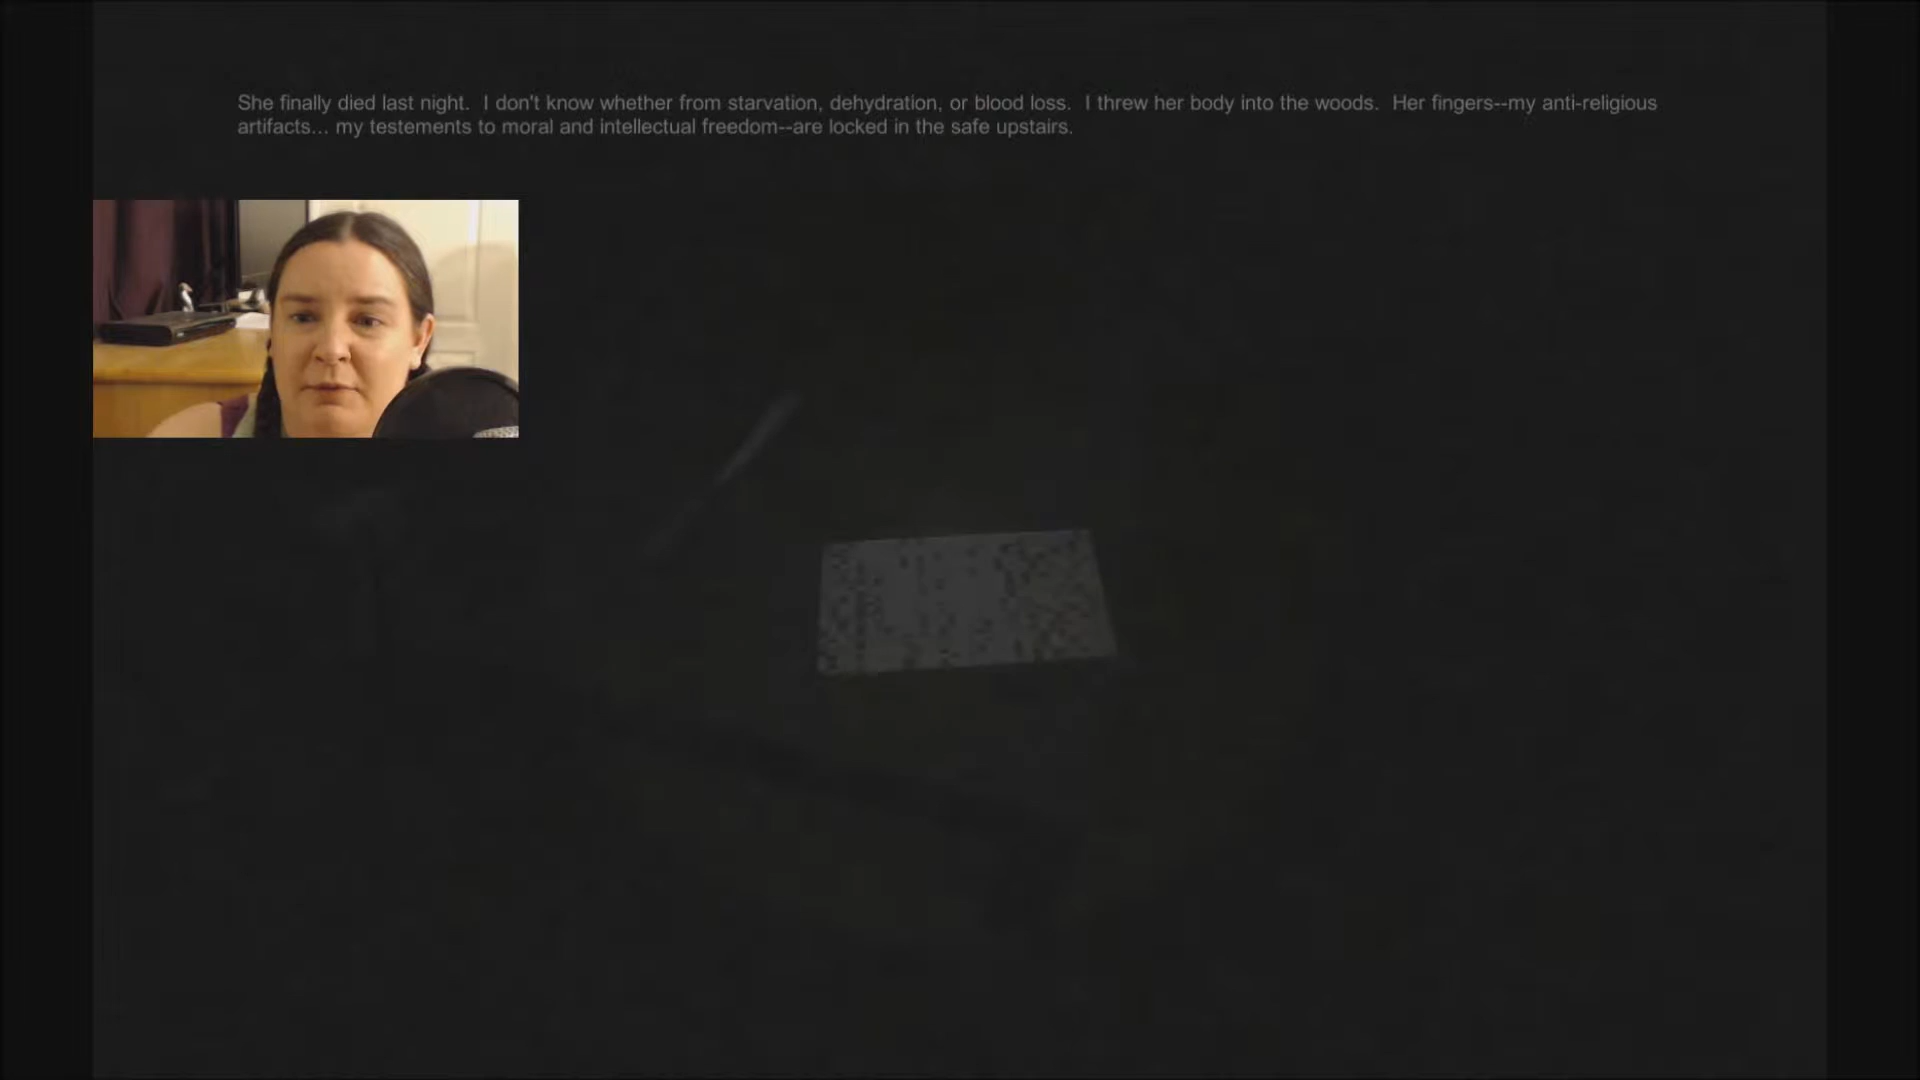 She finally died last night.  I don't know whether from starvation, dehydration, or blood loss.  I threw her body into the woods.  Her fingers--my anti-religious
artifacts... my testements to moral and intellectual freedom--are locked in the safe upstairs.